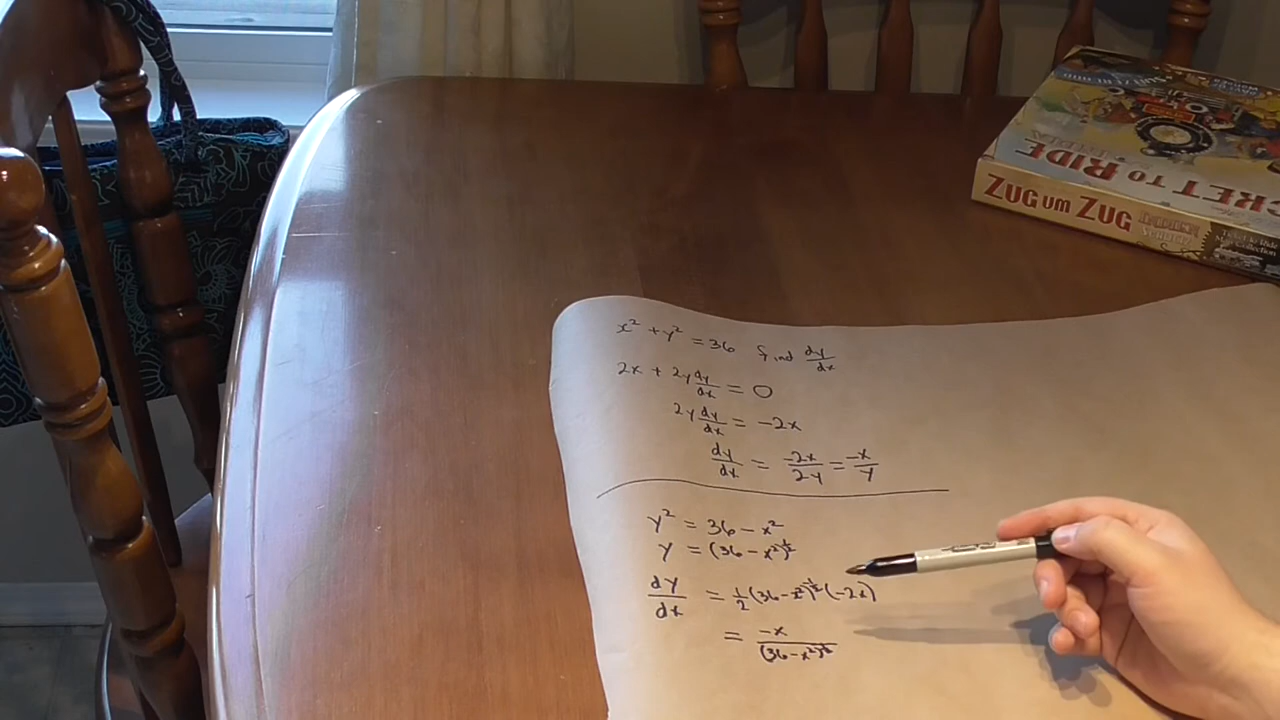 TICKET TO RIDE
ZUG UM ZUG
x² + y² = 36 find dy/dx
2x + 2y dy/dx = 0
2y dy/dx = -2x
dy/dx = -2x/2y = -x/y
y² = 36 - x²
y = (36 - x²)^½
dy/dx = ½(36 - x²)^-½ (-2x)
= -x/(36 - x²)^½